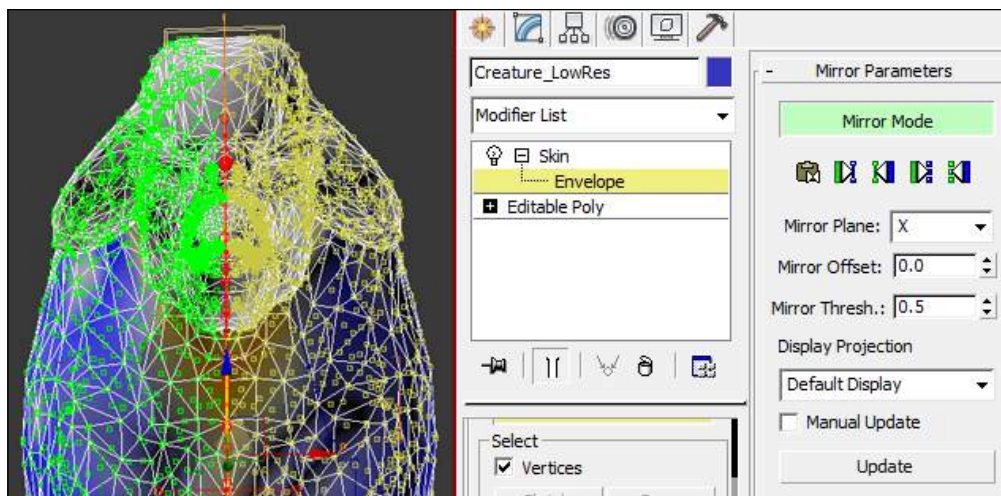 Creature_LowRes
Modifier List
Skin
Envelope
Editable Poly
Select
Vertices
Mirror Parameters
Mirror Mode
Mirror Plane: X
Mirror Offset: 0.0
Mirror Thresh.: 0.5
Display Projection
Default Display
Manual Update
Update